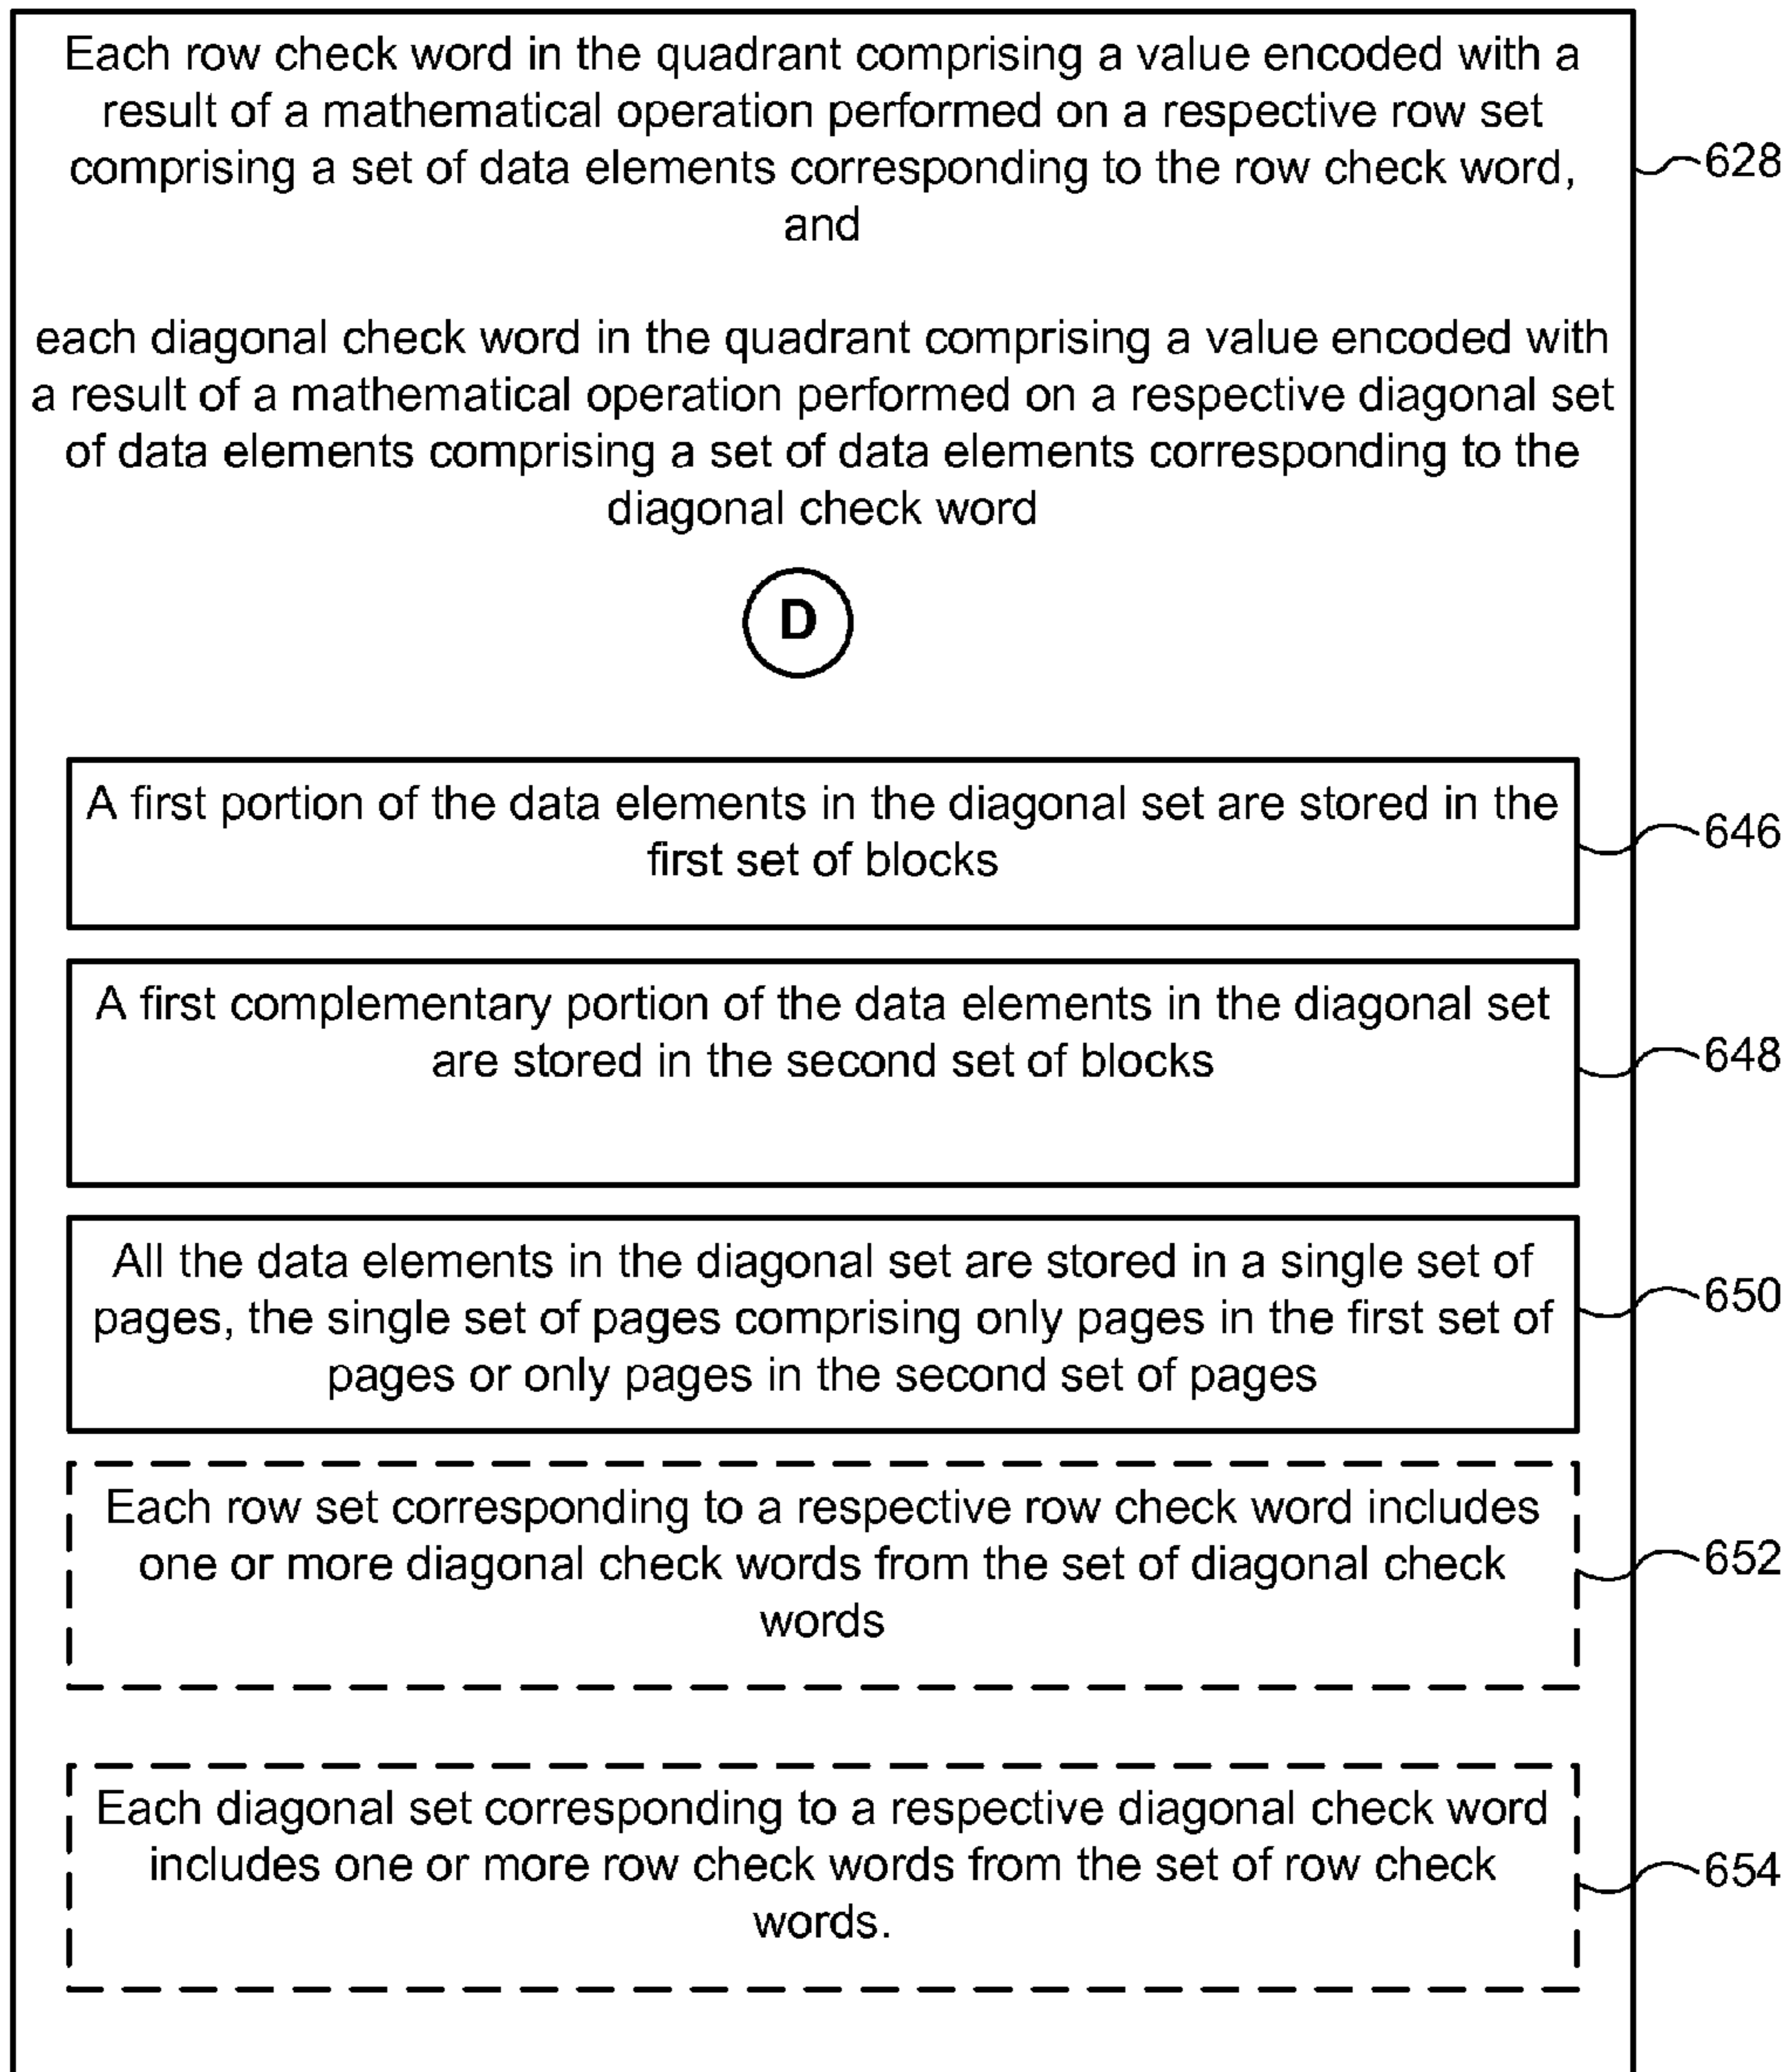 Each row check word in the quadrant comprising a value encoded with a
result of a mathematical operation performed on a respective row set
comprising a set of data elements corresponding to the row check word,
and
628
each diagonal check word in the quadrant comprising a value encoded with
a result of a mathematical operation performed on a respective diagonal set
of data elements comprising a set of data elements corresponding to the
diagonal check word
D
A first portion of the data elements in the diagonal set are stored in the
first set of blocks
646
A first complementary portion of the data elements in the diagonal set
are stored in the second set of blocks
648
All the data elements in the diagonal set are stored in a single set of
pages, the single set of pages comprising only pages in the first set of
pages or only pages in the second set of pages
650
Each row set corresponding to a respective row check word includes
one or more diagonal check words from the set of diagonal check
words
652
Each diagonal set corresponding to a respective diagonal check word
includes one or more row check words from the set of row check
words.
654